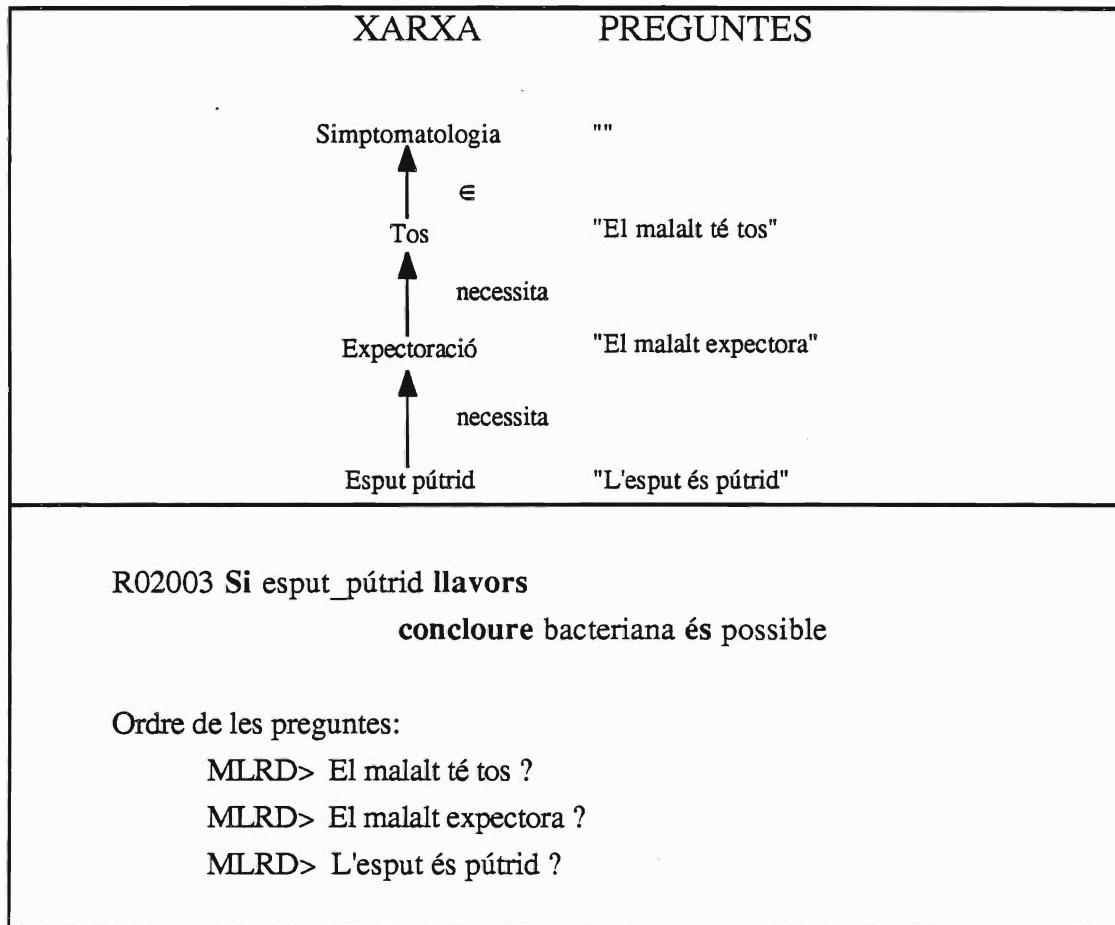 XARXA PREGUNTES
Simptomatologia ""
∈
Tos "El malalt té tos"
necessita
Expectoració "El malalt expectora"
necessita
Esput pútrid "L'esput és pútrid"
R02003 Si esput_pútrid llavors
concloure bacteriana és possible
Ordre de les preguntes:
MLRD> El malalt té tos ?
MLRD> El malalt expectora ?
MLRD> L'esput és pútrid ?